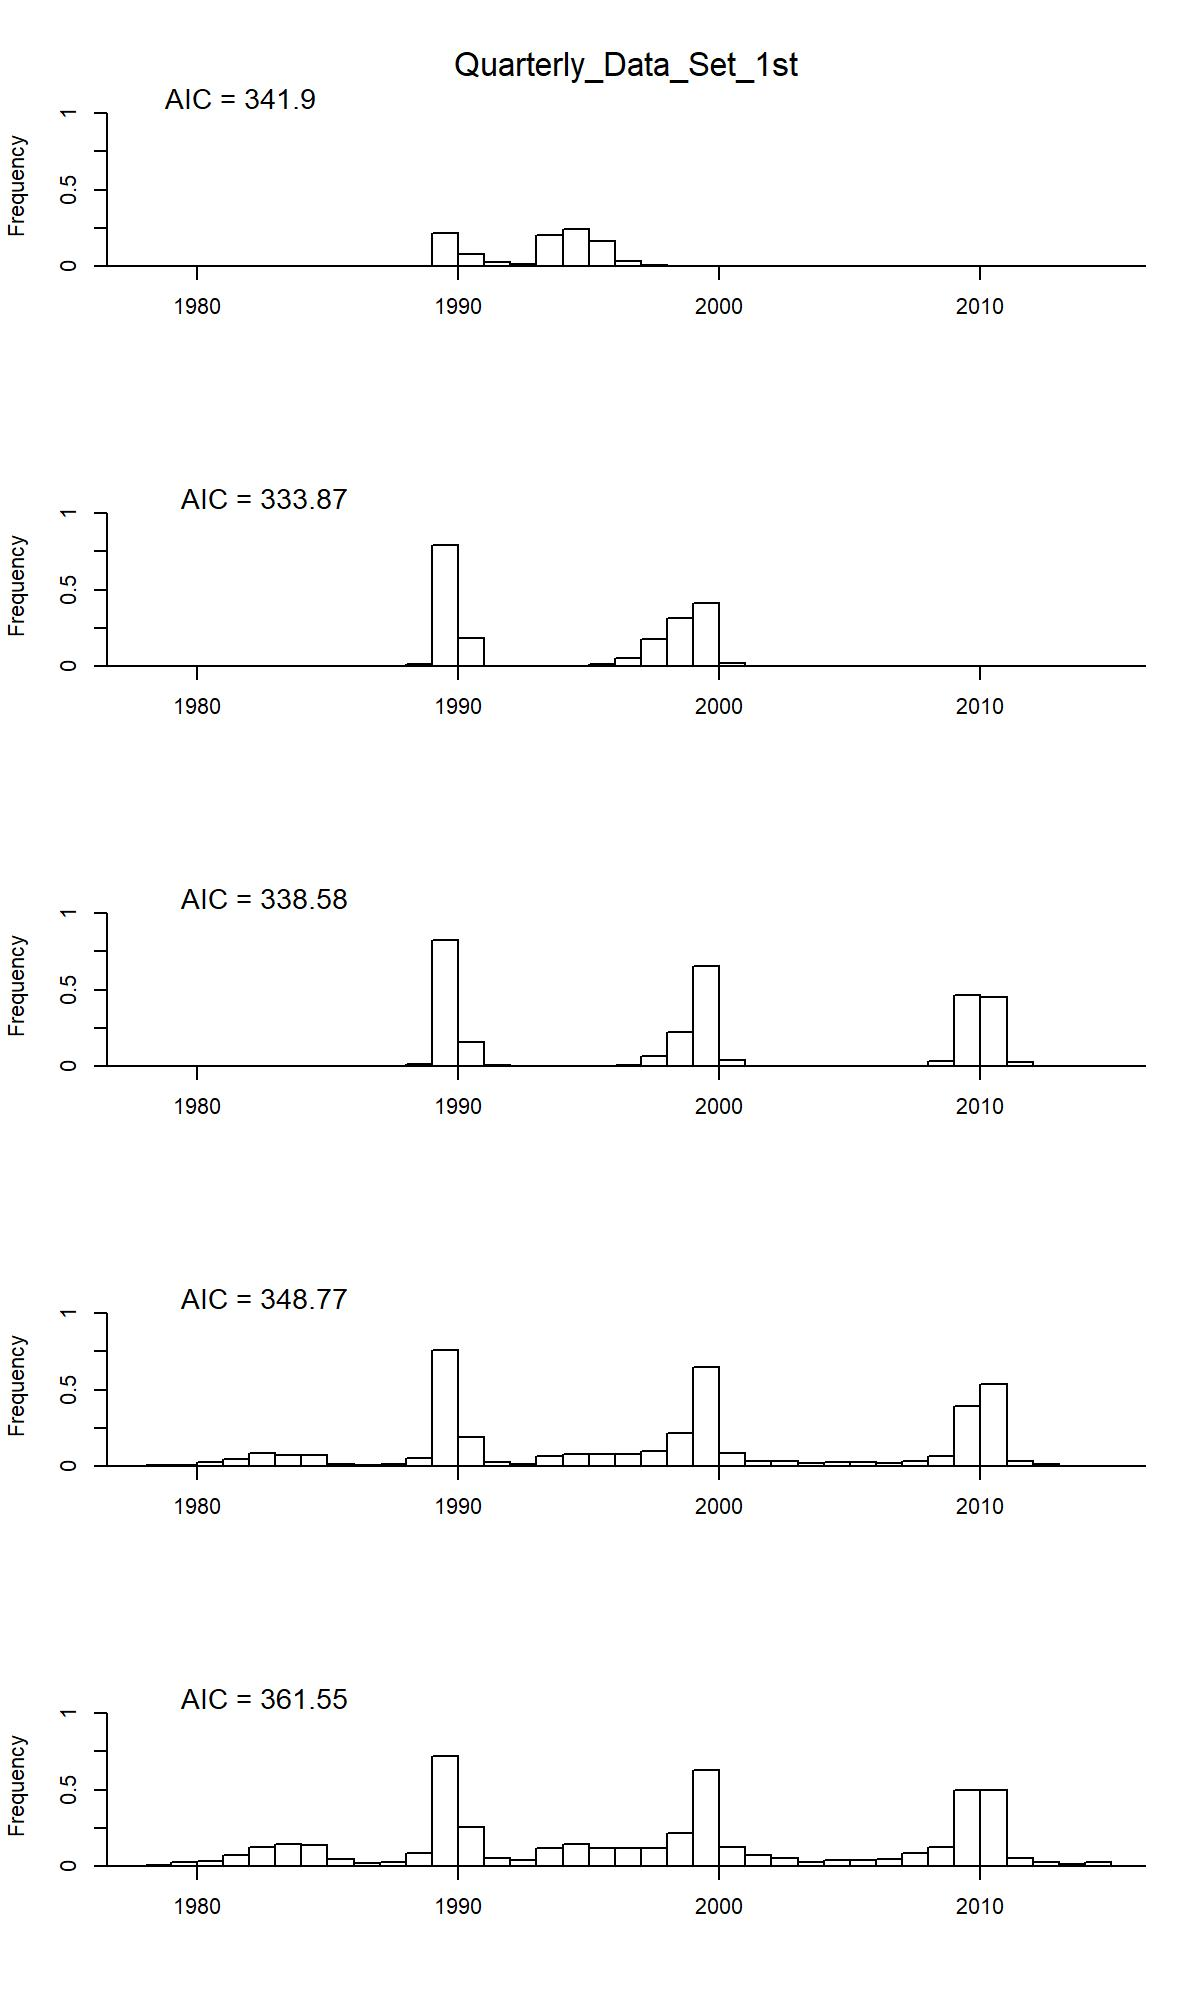 Quarterly_Data_Set_1st
AIC = 341.9
Frequency
1
0.5
0
1980 1990 2000 2010
AIC = 333.87
Frequency
1
0.5
0
1980 1990 2000 2010
AIC = 338.58
Frequency
1
0.5
0
1980 1990 2000 2010
AIC = 348.77
Frequency
1
0.5
0
1980 1990 2000 2010
AIC = 361.55
Frequency
1
0.5
0
1980 1990 2000 2010